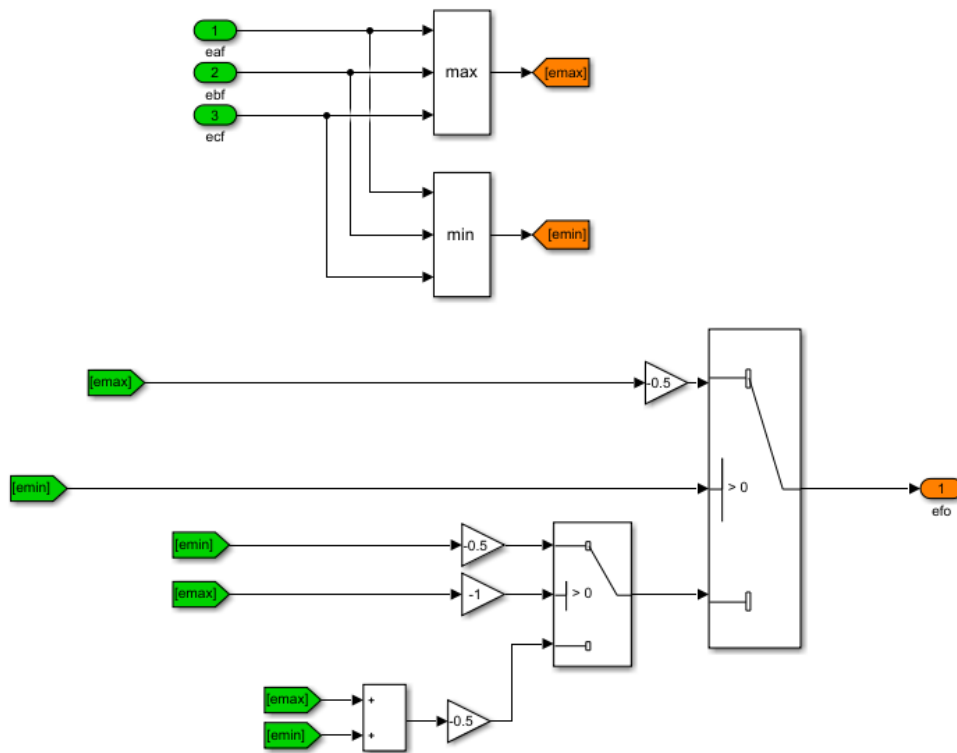 1
eaf
2
ebf
3
ecf
max
[emax]
min
[emin]
[emax]
-0.5
[emin]
> 0
1
efo
[emin]
-0.5
[emax]
-1
> 0
[emax]
+
-0.5
[emin]
+